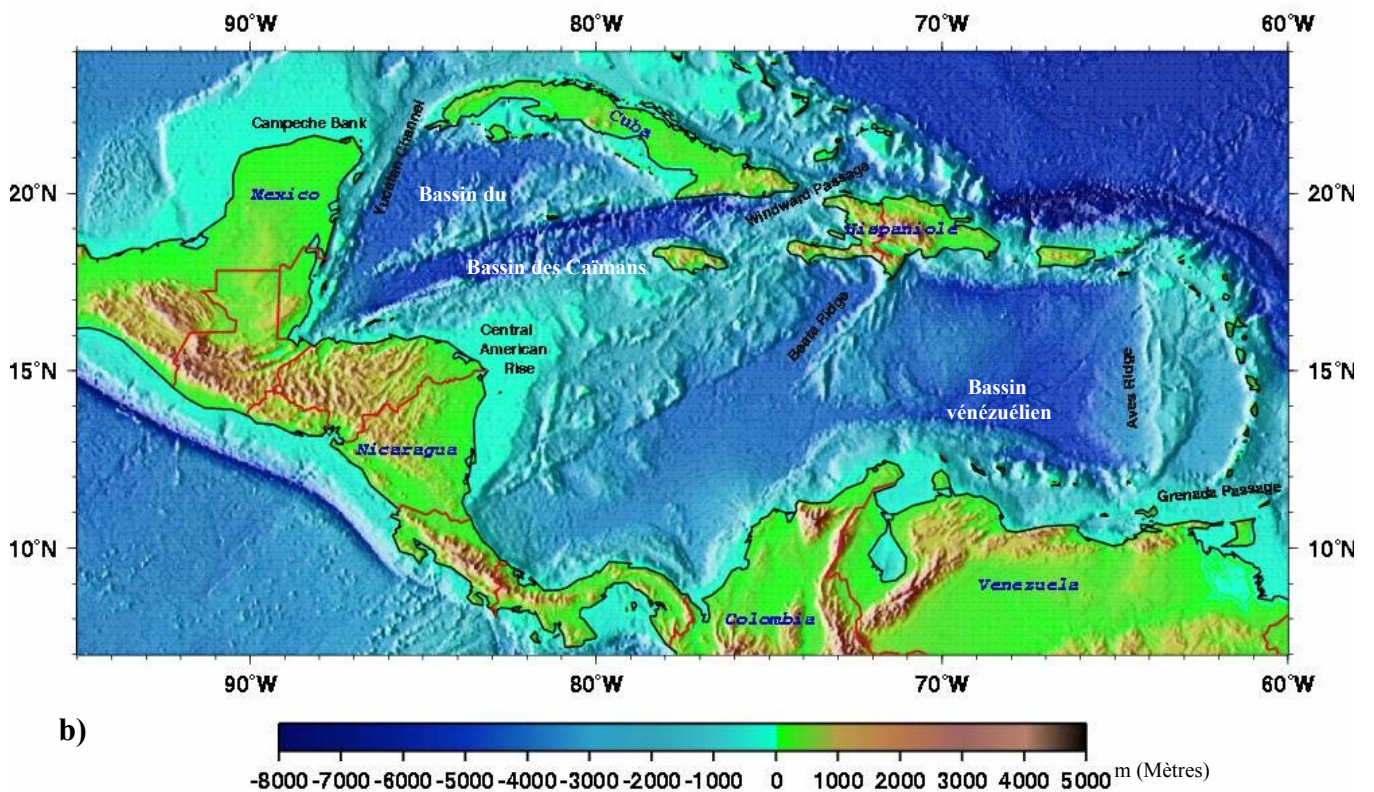 90°W 80°W 70°W 60°W
Campeche Bank
Yucatan Channel
Cuba
Mexico
20°N
Bassin du
Windward Passage
20°N
Hispaniole
Bassin des Caïmans
Beata Ridge
Central
American
Rise
15°N
Aves Ridge
15°N
Bassin
vénézuélien
Nicaragua
Grenada Passage
10°N
10°N
Venezuela
Colombia
90°W 80°W 70°W 60°W
b)
-8000 -7000 -6000 -5000 -4000 -3000 -2000 -1000 0 1000 2000 3000 4000 5000 m (Mètres)